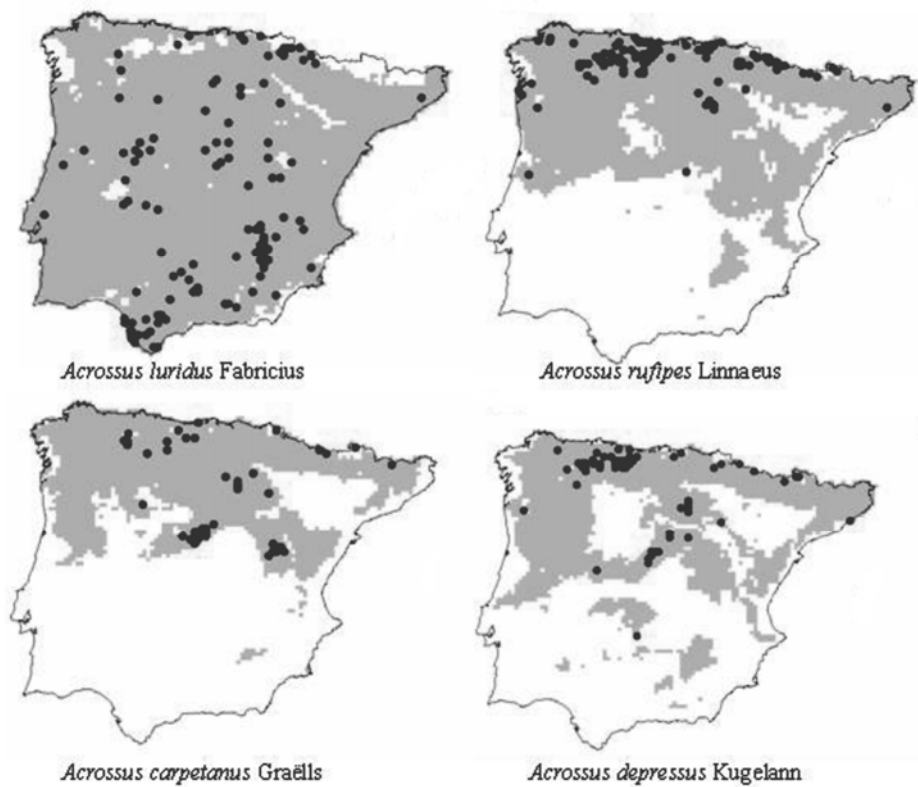 Acrossus luridus Fabricius
Acrossus rufipes Linnaeus
Acrossus carpetanus Graëlls
Acrossus depressus Kugelann